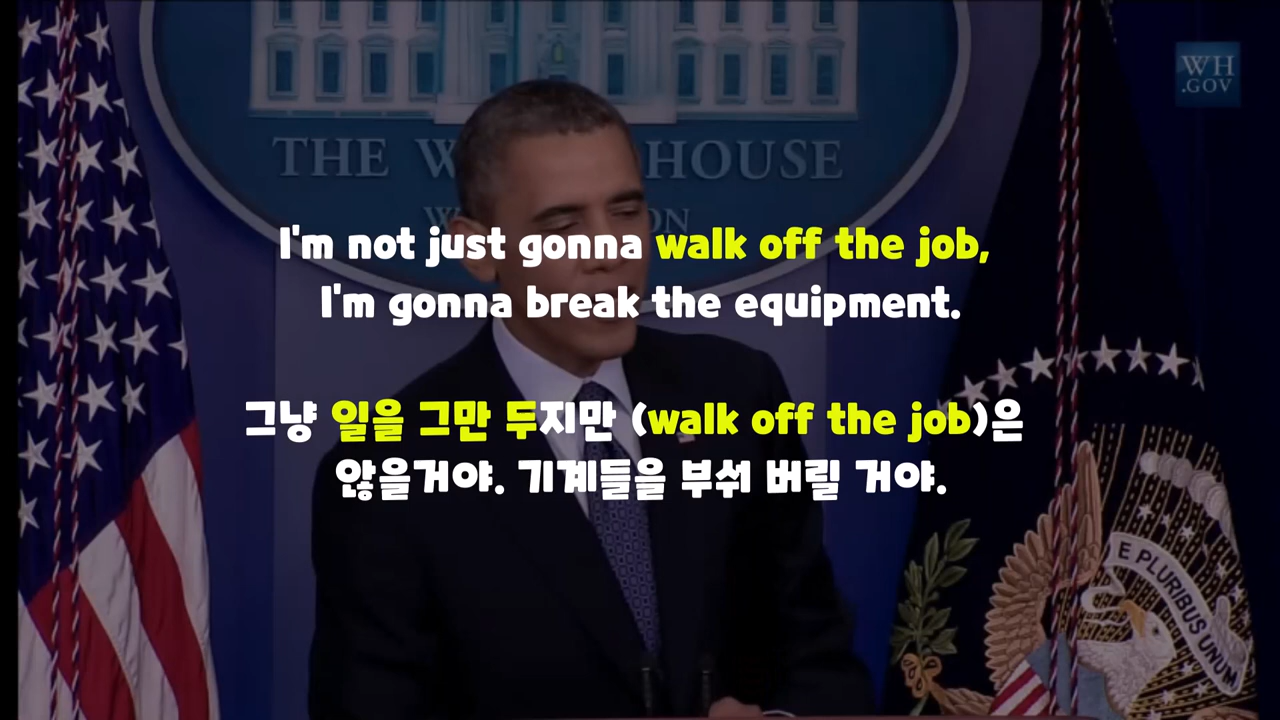 WH
.GOV
THE W HOUSE
W ON
I'm not just gonna walk off the job,
I'm gonna break the equipment.
그냥 일을 그만 두지만 (walk off the job)은
않을거야. 기계들을 부숴 버릴 거야.
E PLURIBUS UNUM